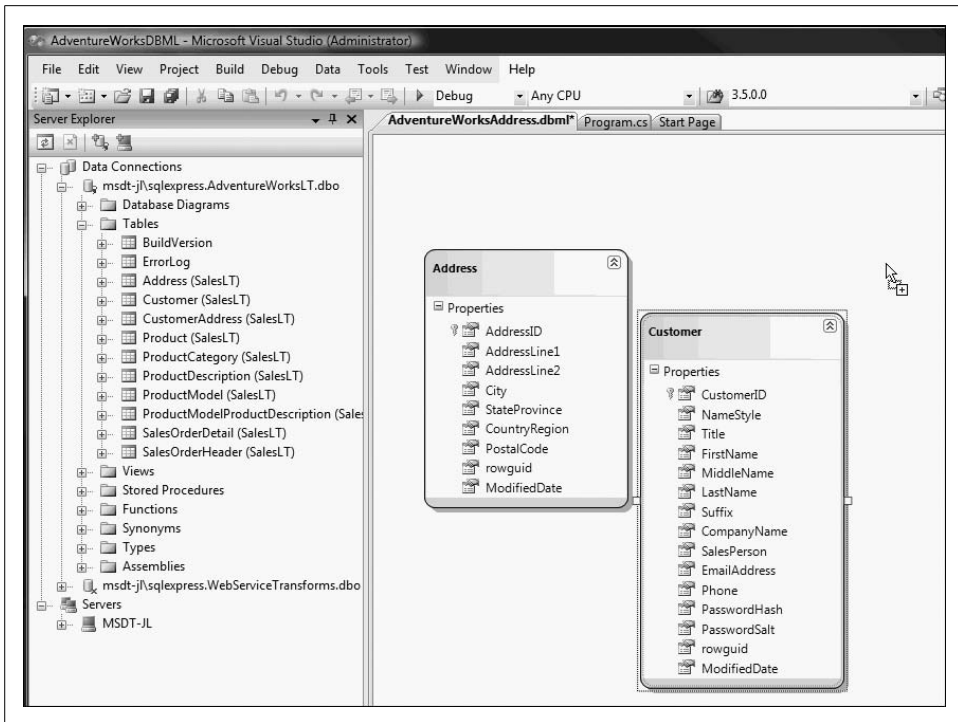 AdventureWorksDBML - Microsoft Visual Studio (Administrator)
File Edit View Project Build Debug Data Tools Test Window Help
Debug Any CPU 3.5.0.0
Server Explorer
AdventureWorksAddress.dbml* Program.cs Start Page
Data Connections
msdt-jl\sqlexpress.AdventureWorksLT.dbo
Database Diagrams
Tables
BuildVersion
ErrorLog
Address (SalesLT)
Customer (SalesLT)
CustomerAddress (SalesLT)
Product (SalesLT)
ProductCategory (SalesLT)
ProductDescription (SalesLT)
ProductModel (SalesLT)
ProductModelProductDescription (Sales
SalesOrderDetail (SalesLT)
SalesOrderHeader (SalesLT)
Views
Stored Procedures
Functions
Synonyms
Types
Assemblies
msdt-jl\sqlexpress.WebServiceTransforms.dbo
Servers
MSDT-JL
Address
Properties
AddressID
AddressLine1
AddressLine2
City
StateProvince
CountryRegion
PostalCode
rowguid
ModifiedDate
Customer
Properties
CustomerID
NameStyle
Title
FirstName
MiddleName
LastName
Suffix
CompanyName
SalesPerson
EmailAddress
Phone
PasswordHash
PasswordSalt
rowguid
ModifiedDate